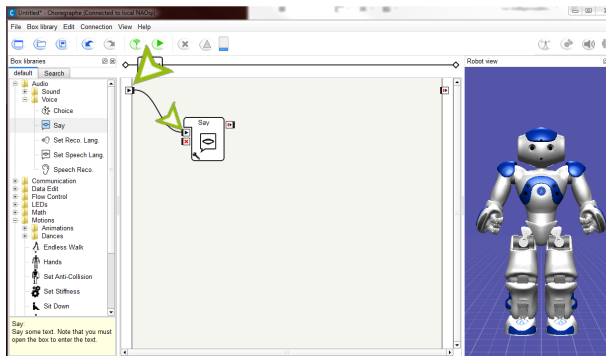 Untitled* - Choregraphe (Connected to local NAOqi)
File Box library Edit Connection View Help
Box libraries
default Search
Audio
Sound
Voice
Choice
Say
Set Reco. Lang.
Set Speech Lang.
Speech Reco.
Communication
Data Edit
Flow Control
LEDs
Math
Motions
Animations
Dances
Endless Walk
Hands
Set Anti-Collision
Set Stiffness
Sit Down
Say:
Say some text. Note that you must
open the box to enter the text.
Say
Robot view